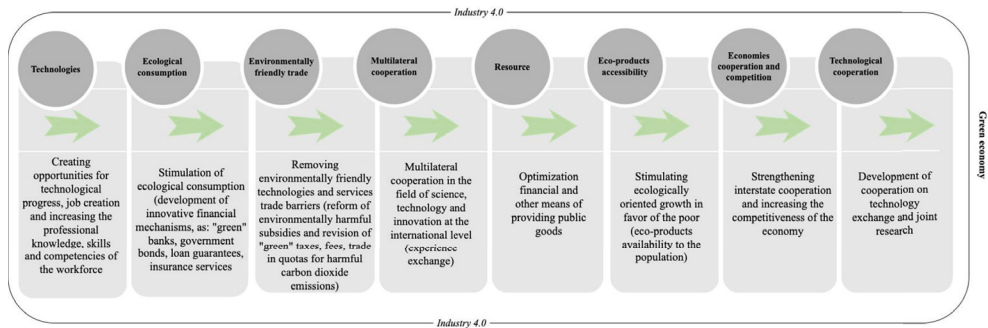 Industry 4.0
Technologies
Ecological
consumption
Environmentally
friendly trade
Multilateral
cooperation
Resource
Eco-products
accessibility
Economies
cooperation and
competition
Technological
cooperation
Creating
opportunities for
technological
progress, job creation
and increasing the
professional
knowledge, skills
and competencies of
the workforce
Stimulation of
ecological consumption
(development of
innovative financial
mechanisms, as: "green"
banks, government
bonds, loan guarantees,
insurance services
Removing
environmentally friendly
technologies and services
trade barriers (reform of
environmentally harmful
subsidies and revision of
"green" taxes, fees, trade
in quotas for harmful
carbon dioxide
emissions)
Multilateral
cooperation in the
field of science,
technology and
innovation at the
international level
(experience
exchange)
Optimization
financial and
other means of
providing public
goods
Stimulating
ecologically
oriented growth in
favor of the poor
(eco-products
availability to the
population)
Strengthening
interstate cooperation
and increasing the
competitiveness of the
economy
Development of
cooperation on
technology
exchange and joint
research
Green economy
Industry 4.0